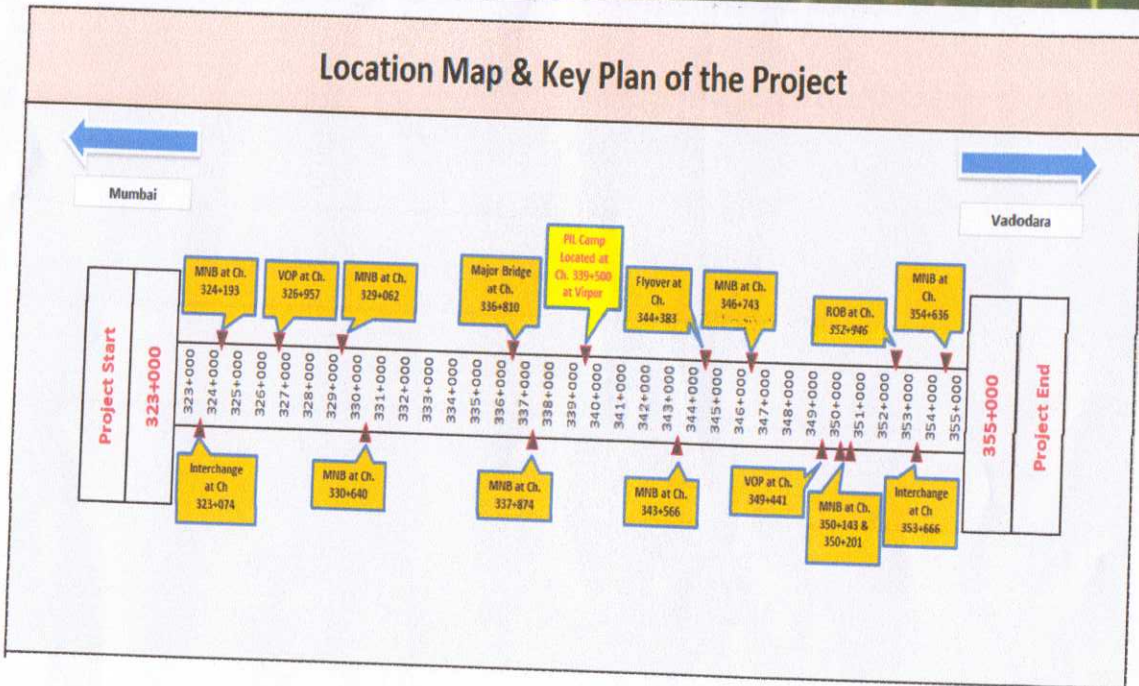 Location Map & Key Plan of the Project
Mumbai
Vadodara
Project Start
323+000
MNB at Ch.
324+193
VOP at Ch.
326+957
MNB at Ch.
329+062
Major Bridge
at Ch.
336+810
PIL Camp
Located at
Ch. 339+500
at Virpur
Flyover at
Ch.
344+383
MNB at Ch.
346+743
ROB at Ch.
352+946
MNB at
Ch.
354+636
323+000
324+000
325+000
326+000
327+000
328+000
329+000
330+000
331+000
332+000
333+000
334+000
335+000
336+000
337+000
338+000
339+000
340+000
341+000
342+000
343+000
344+000
345+000
346+000
347+000
348+000
349+000
350+000
351+000
352+000
353+000
354+000
355+000
Interchange
at Ch
323+074
MNB at Ch.
330+640
MNB at Ch.
337+874
MNB at Ch.
343+566
VOP at Ch.
349+441
MNB at Ch.
350+143 &
350+201
Interchange
at Ch
353+666
355+000
Project End